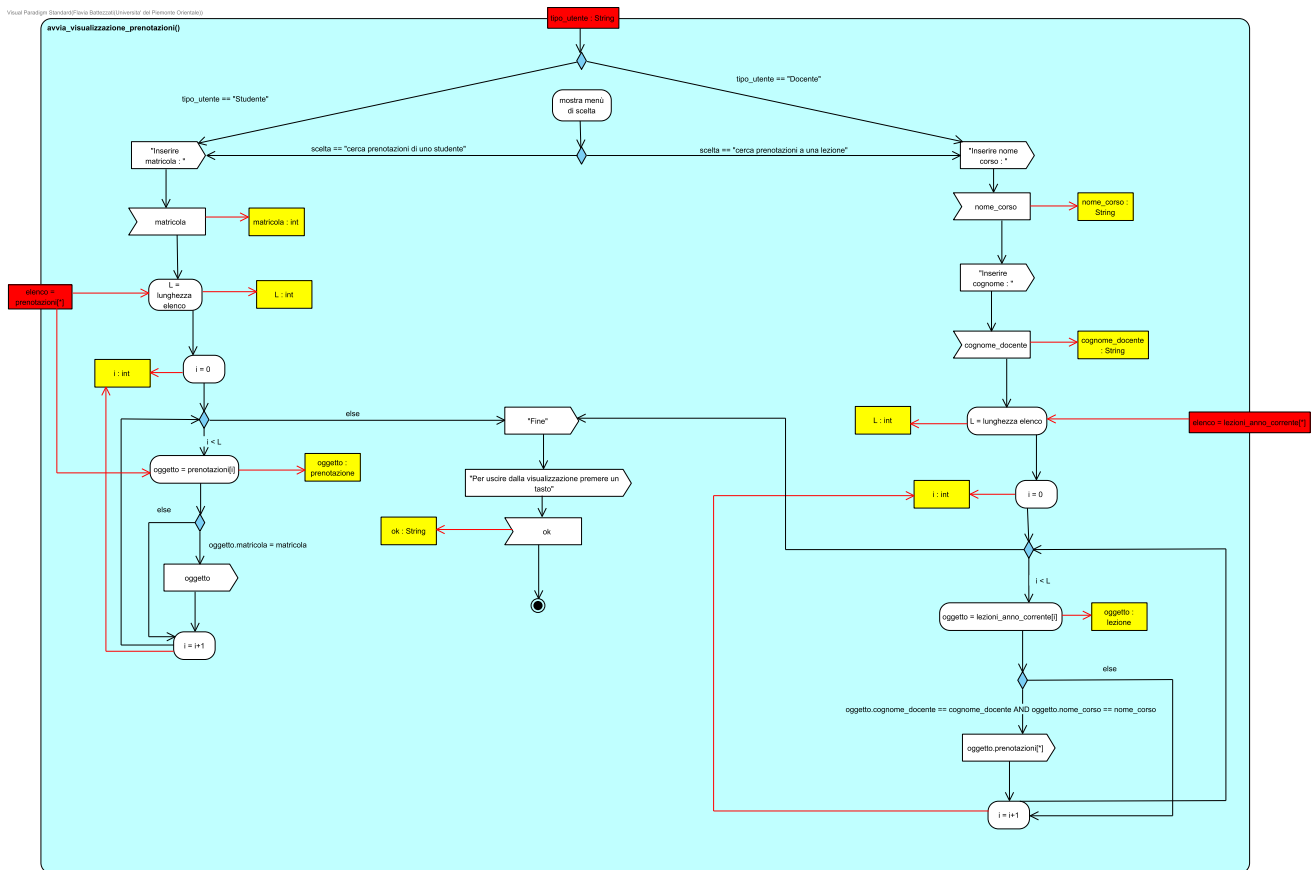 Visual Paradigm Standard(Flavia Battezzati(Universita' del Piemonte Orientale))
tipo_utente : String
avvia_visualizzazione_prenotazioni()
tipo_utente == "Docente"
tipo_utente == "Studente"
mostra menù
di scelta
"Inserire
matricola : "
scelta == "cerca prenotazioni di uno studente"
scelta == "cerca prenotazioni a una lezione"
"Inserire nome
corso : "
matricola
matricola : int
nome_corso
nome_corso :
String
"Inserire
cognome : "
elenco =
prenotazioni[*]
L =
lunghezza
elenco
L : int
cognome_docente
cognome_docente
: String
i : int
i = 0
else
"Fine"
L : int
L = lunghezza elenco
elenco = lezioni_anno_corrente[*]
i < L
oggetto = prenotazioni[i]
oggetto :
prenotazione
"Per uscire dalla visualizzazione premere un
tasto"
i : int
i = 0
else
oggetto.matricola = matricola
ok : String
ok
oggetto
i < L
oggetto = lezioni_anno_corrente[i]
oggetto :
lezione
i = i+1
else
oggetto.cognome_docente == cognome_docente AND oggetto.nome_corso == nome_corso
oggetto.prenotazioni[*]
i = i+1